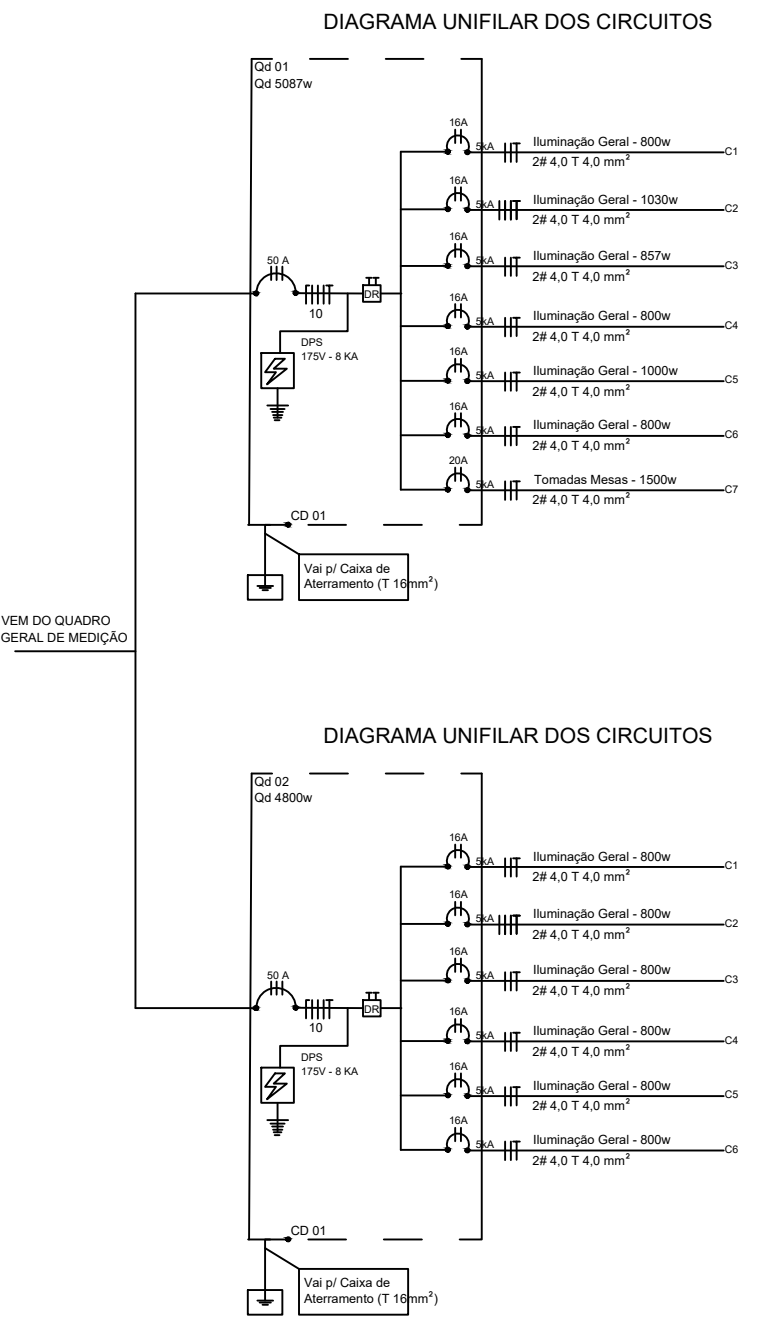 DIAGRAMA UNIFILAR DOS CIRCUITOS
Qd 01
Qd 5087w
16A
5kA
Iluminação Geral - 800w
2# 4,0 T 4,0 mm²
C1
16A
5kA
Iluminação Geral - 1030w
2# 4,0 T 4,0 mm²
C2
16A
5kA
Iluminação Geral - 857w
2# 4,0 T 4,0 mm²
C3
50 A
10
DR
DPS
175V - 8 KA
16A
5kA
Iluminação Geral - 800w
2# 4,0 T 4,0 mm²
C4
16A
5kA
Iluminação Geral - 1000w
2# 4,0 T 4,0 mm²
C5
16A
5kA
Iluminação Geral - 800w
2# 4,0 T 4,0 mm²
C6
20A
5kA
Tomadas Mesas - 1500w
2# 4,0 T 4,0 mm²
C7
CD 01
Vai p/ Caixa de
Aterramento (T 16mm²)
VEM DO QUADRO
GERAL DE MEDIÇÃO
DIAGRAMA UNIFILAR DOS CIRCUITOS
Qd 02
Qd 4800w
16A
5kA
Iluminação Geral - 800w
2# 4,0 T 4,0 mm²
C1
16A
5kA
Iluminação Geral - 800w
2# 4,0 T 4,0 mm²
C2
16A
5kA
Iluminação Geral - 800w
2# 4,0 T 4,0 mm²
C3
50 A
10
DR
DPS
175V - 8 KA
16A
5kA
Iluminação Geral - 800w
2# 4,0 T 4,0 mm²
C4
16A
5kA
Iluminação Geral - 800w
2# 4,0 T 4,0 mm²
C5
16A
5kA
Iluminação Geral - 800w
2# 4,0 T 4,0 mm²
C6
CD 01
Vai p/ Caixa de
Aterramento (T 16mm²)